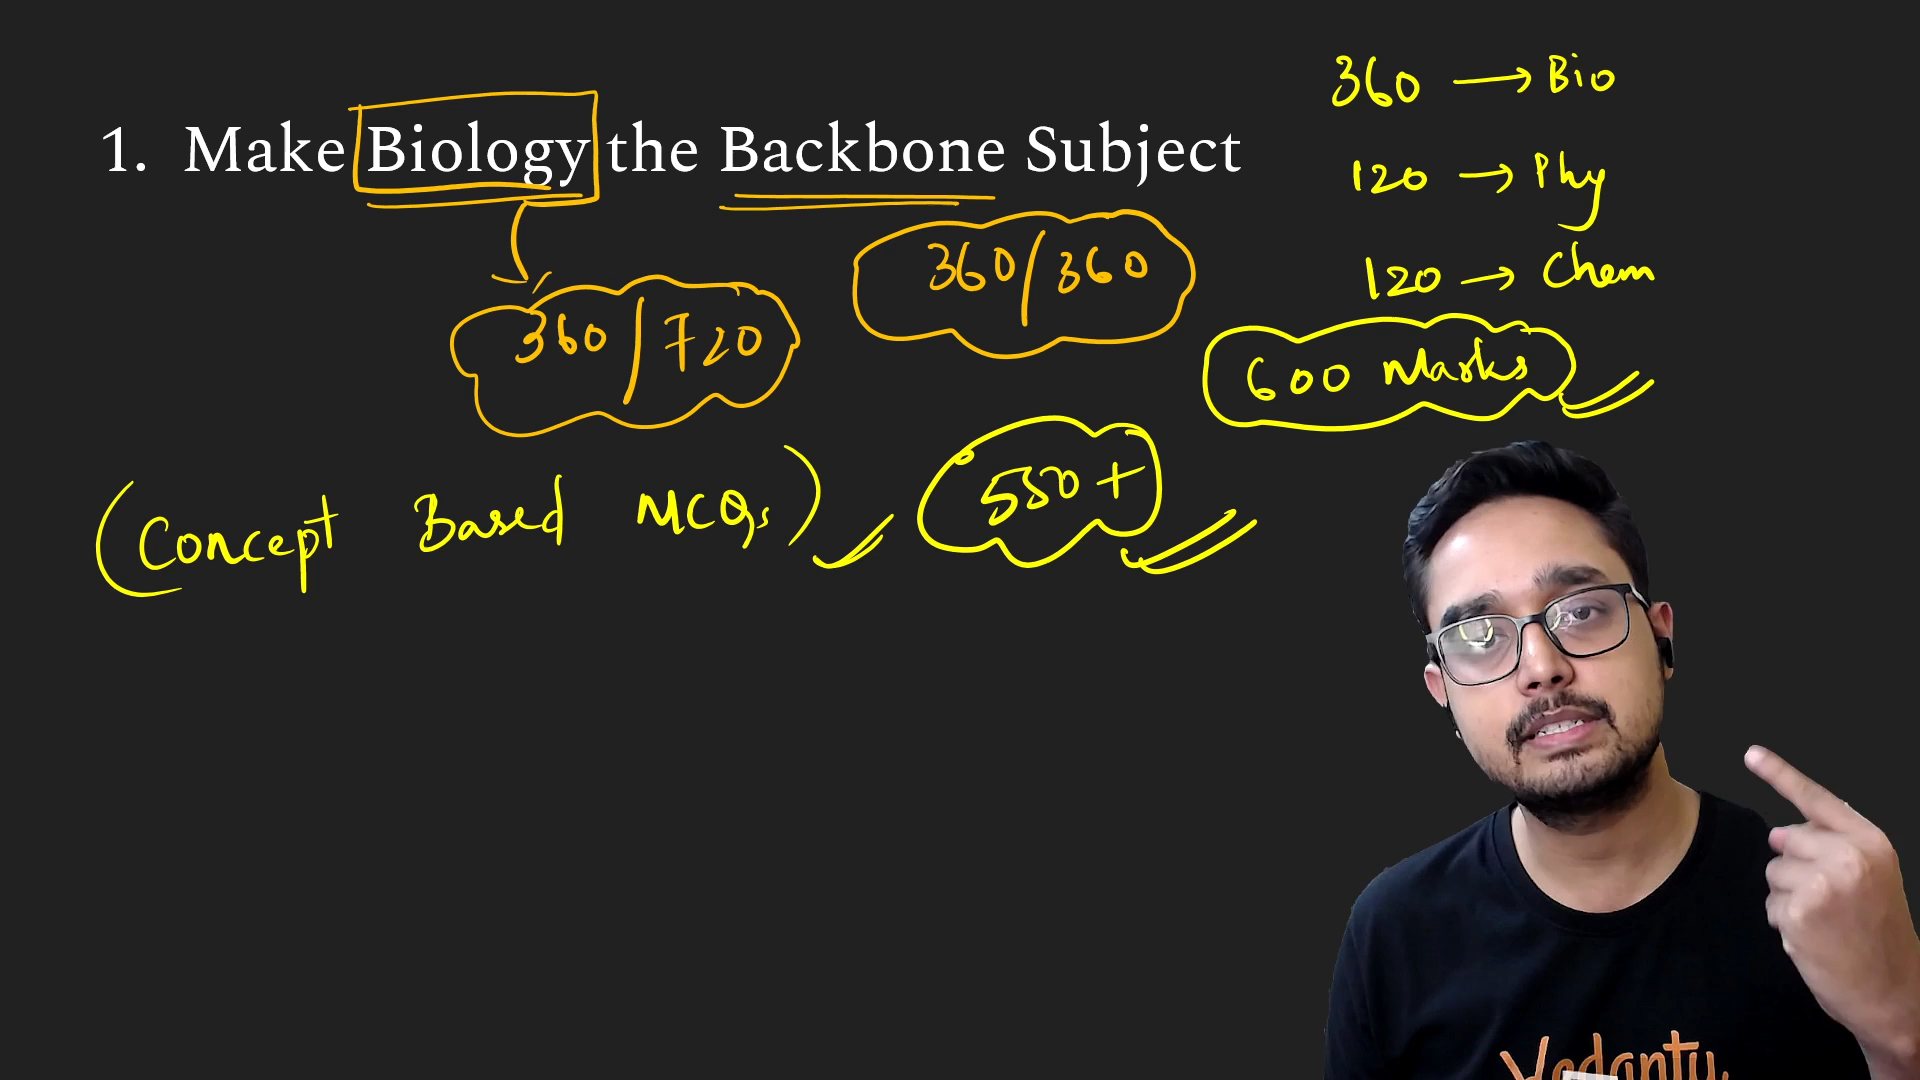 1. Make Biology the Backbone Subject
360 → Bio
120 → Phy
120 → Chem
600 Marks
360/360
360/720
(Concept Based MCQs)
550+
Vedantu